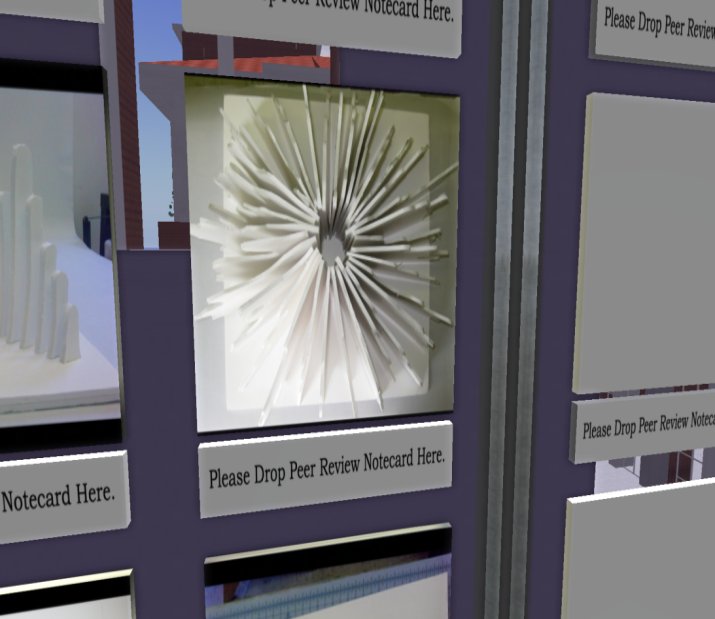 Drop Peer Review Notecard Here.
Please Drop Peer Review
Please Drop Peer Review Notecard Here.
Please Drop Peer Review
Notecard Here.